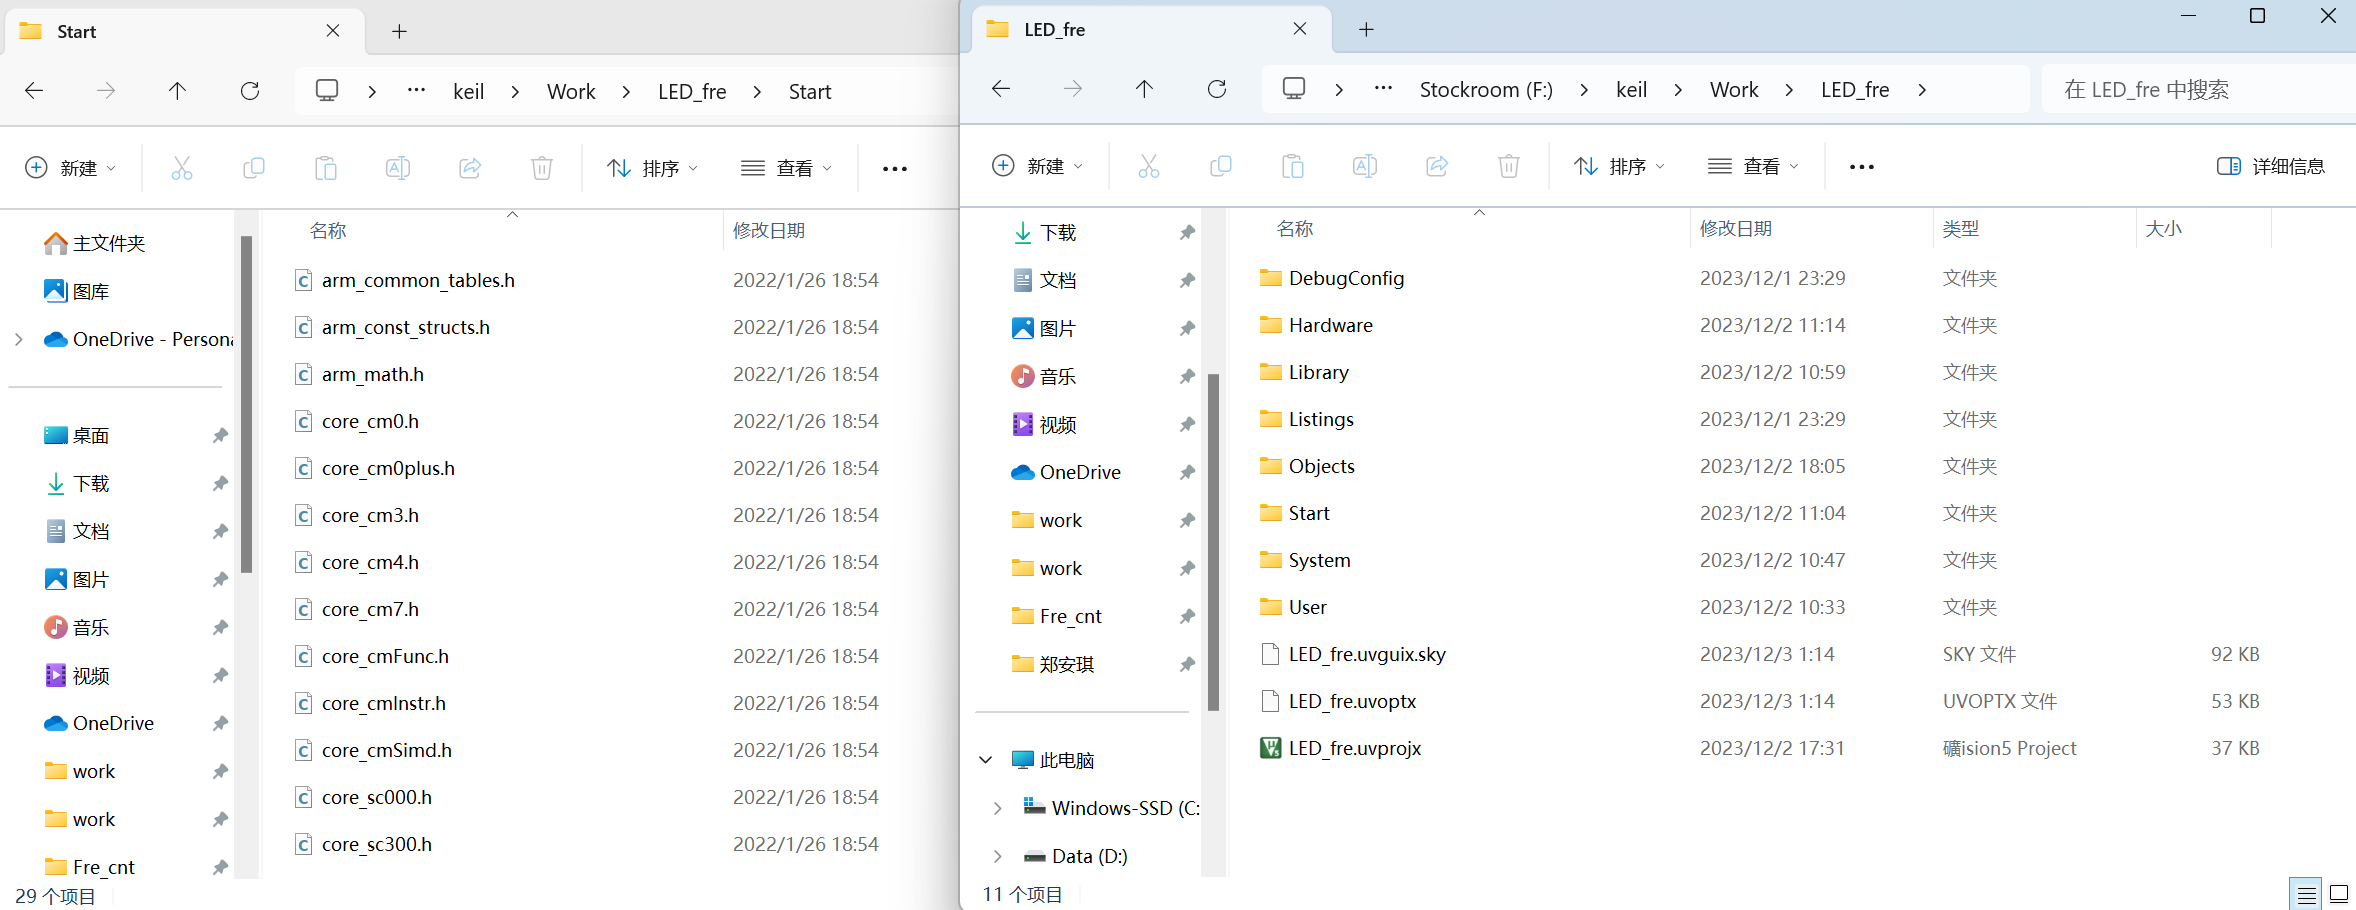 Start
keil Work LED_fre Start
新建 排序 查看
主文件夹
图库
OneDrive - Persona
桌面
下载
文档
图片
音乐
视频
OneDrive
work
work
Fre_cnt
名称 修改日期
arm_common_tables.h 2022/1/26 18:54
arm_const_structs.h 2022/1/26 18:54
arm_math.h 2022/1/26 18:54
core_cm0.h 2022/1/26 18:54
core_cm0plus.h 2022/1/26 18:54
core_cm3.h 2022/1/26 18:54
core_cm4.h 2022/1/26 18:54
core_cm7.h 2022/1/26 18:54
core_cmFunc.h 2022/1/26 18:54
core_cmInstr.h 2022/1/26 18:54
core_cmSimd.h 2022/1/26 18:54
core_sc000.h 2022/1/26 18:54
core_sc300.h 2022/1/26 18:54
29 个项目
LED_fre
Stockroom (F:) keil Work LED_fre
在 LED_fre 中搜索
新建 排序 查看 详细信息
下载
文档
图片
音乐
视频
OneDrive
work
work
Fre_cnt
郑安琪
此电脑
Windows-SSD (C:
Data (D:)
名称 修改日期 类型 大小
DebugConfig 2023/12/1 23:29 文件夹
Hardware 2023/12/2 11:14 文件夹
Library 2023/12/2 10:59 文件夹
Listings 2023/12/1 23:29 文件夹
Objects 2023/12/2 18:05 文件夹
Start 2023/12/2 11:04 文件夹
System 2023/12/2 10:47 文件夹
User 2023/12/2 10:33 文件夹
LED_fre.uvguix.sky 2023/12/3 1:14 SKY 文件 92 KB
LED_fre.uvoptx 2023/12/3 1:14 UVOPTX 文件 53 KB
LED_fre.uvprojx 2023/12/2 17:31 礦ision5 Project 37 KB
11 个项目